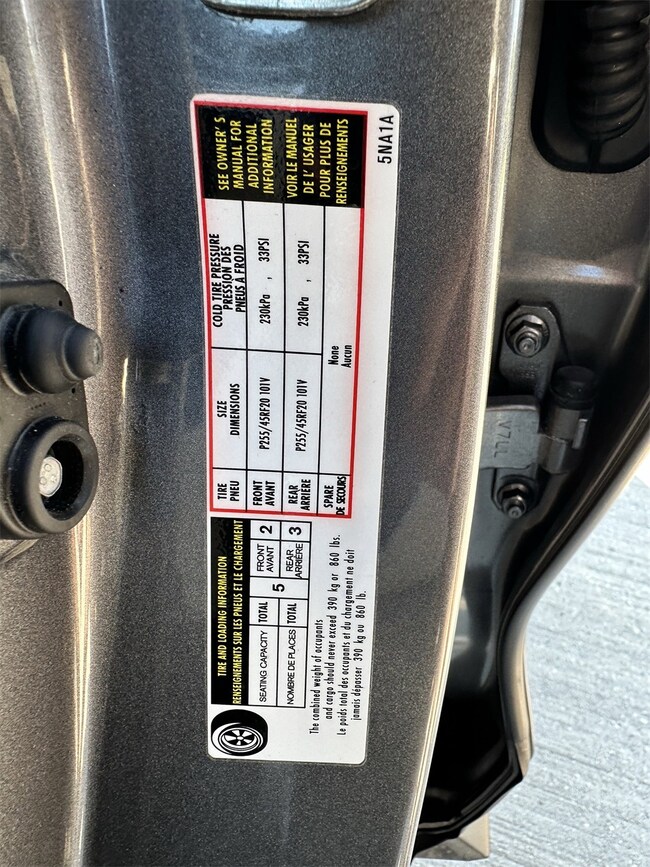 TIRE AND LOADING INFORMATION
RENSEIGNEMENTS SUR LES PNEUS ET LE CHARGEMENT
SEATING CAPACITY TOTAL 5 FRONT AVANT 2
NOMBRE DE PLACES TOTAL REAR ARRIÈRE 3
The combined weight of occupants
and cargo should never exceed 390 kg or 860 lbs.
Le poids total des occupants et du chargement ne doit
jamais dépasser 390 kg ou 860 lb.
TIRE
PNEU
SIZE
DIMENSIONS
COLD TIRE PRESSURE
PRESSION DES
PNEUS A FROID
FRONT
AVANT
P255/45RF20 101V
230kPa , 33PSI
REAR
ARRIÈRE
P255/45RF20 101V
230kPa , 33PSI
SPARE
DE SECOURS
None
Aucun
SEE OWNER'S
MANUAL FOR
ADDITIONAL
INFORMATION
VOIR LE MANUEL
DE L'USAGER
POUR PLUS DE
RENSEIGNEMENTS
5NA1A
V7LL